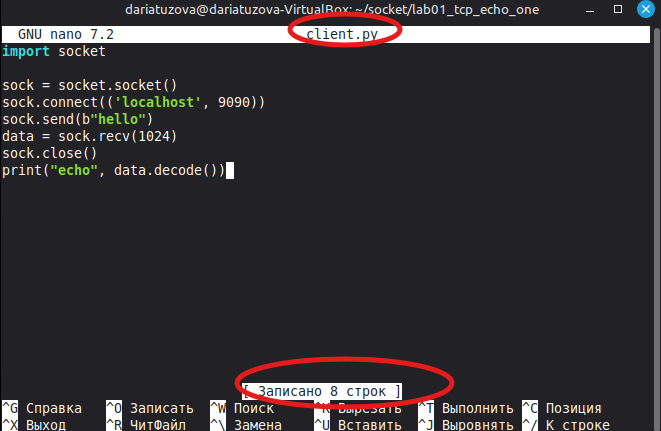 dariatuzova@dariatuzova-VirtualBox: ~/socket/lab01_tcp_echo_one
GNU nano 7.2 client.py
import socket
sock = socket.socket()
sock.connect(('localhost', 9090))
sock.send(b"hello")
data = sock.recv(1024)
sock.close()
print("echo", data.decode())
[ Записано 8 строк ]
^G Справка ^O Записать ^W Поиск ^K Вырезать ^T Выполнить ^C Позиция
^X Выход ^R ЧитФайл ^\ Замена ^U Вставить ^J Выровнять ^/ К строке